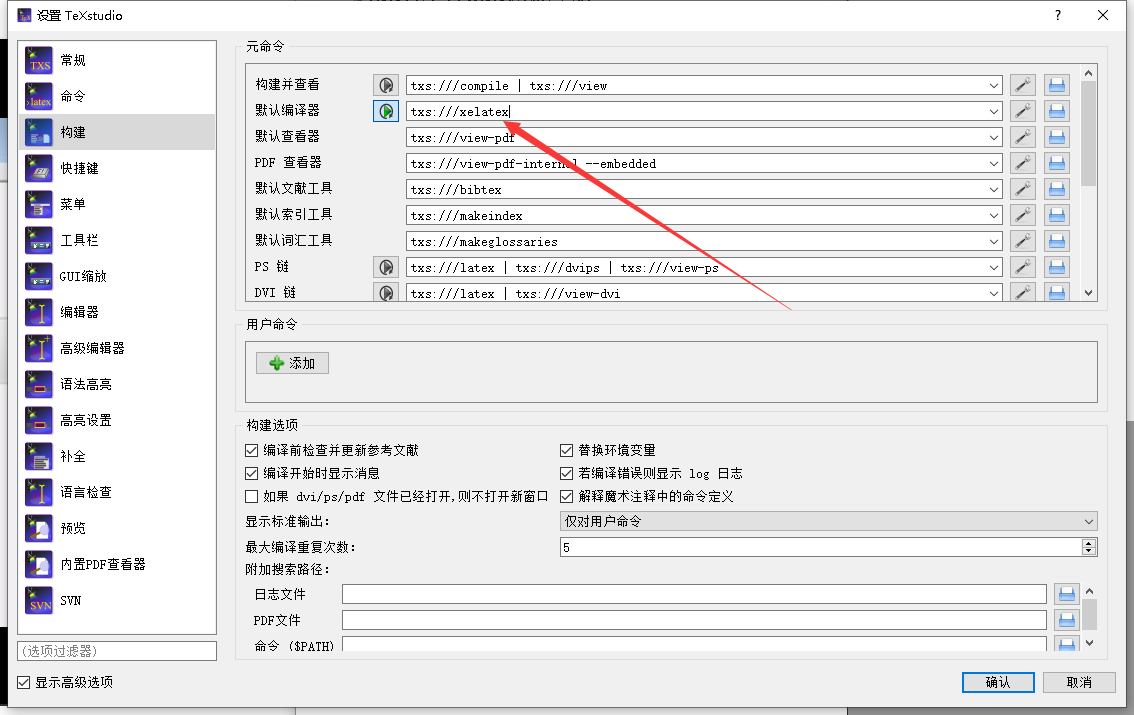 设置 TeXstudio
常规
命令
构建
快捷键
菜单
工具栏
GUI缩放
编辑器
高级编辑器
语法高亮
高亮设置
补全
语言检查
预览
内置PDF查看器
SVN
(选项过滤器)
显示高级选项
元命令
构建并查看 txs:///compile | txs:///view
默认编译器 txs:///xelatex
默认查看器 txs:///view-pdf
PDF 查看器 txs:///view-pdf-internal --embedded
默认文献工具 txs:///bibtex
默认索引工具 txs:///makeindex
默认词汇工具 txs:///makeglossaries
PS 链 txs:///latex | txs:///dvips | txs:///view-ps
DVI 链 txs:///latex | txs:///view-dvi
用户命令
添加
构建选项
编译前检查并更新参考文献 替换环境变量
编译开始时显示消息 若编译错误则显示 log 日志
如果 dvi/ps/pdf 文件已经打开,则不打开新窗口 解释魔术注释中的命令定义
显示标准输出: 仅对用户命令
最大编译重复次数: 5
附加搜索路径:
日志文件
PDF文件
命令 ($PATH)
确认 取消